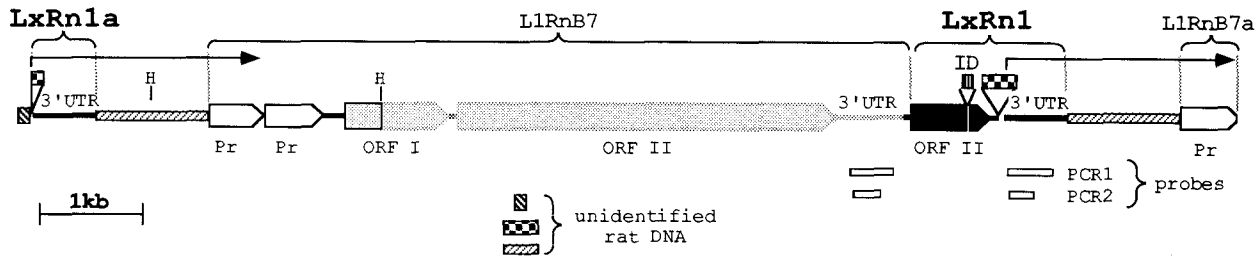 LxRn1a L1RnB7 LxRn1 L1RnB7a
ID
H H
3'UTR 3'UTR 3'UTR
Pr Pr ORF I ORF II ORF II Pr
PCR1
PCR2
probes
1kb
unidentified
rat DNA